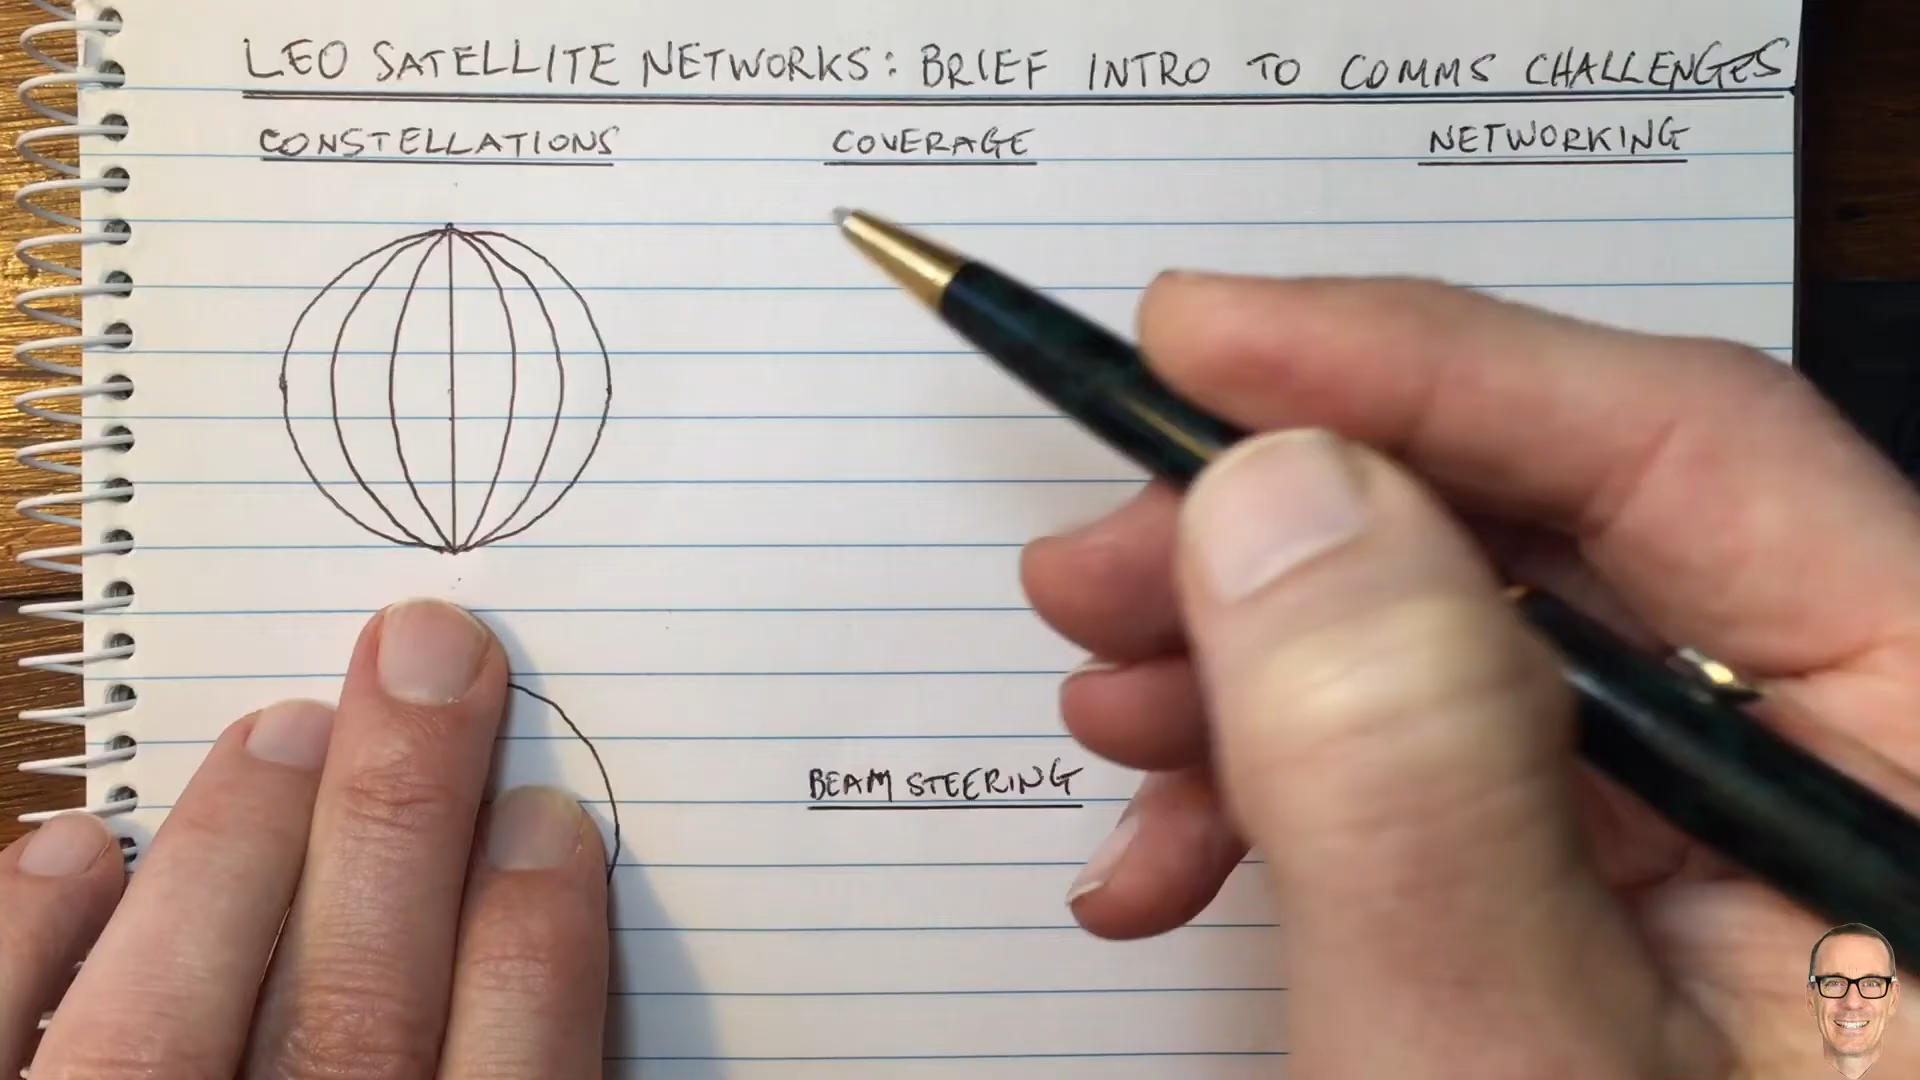 LEO SATELLITE NETWORKS: BRIEF INTRO TO COMMS CHALLENGES
CONSTELLATIONS
COVERAGE
NETWORKING
BEAM STEERING